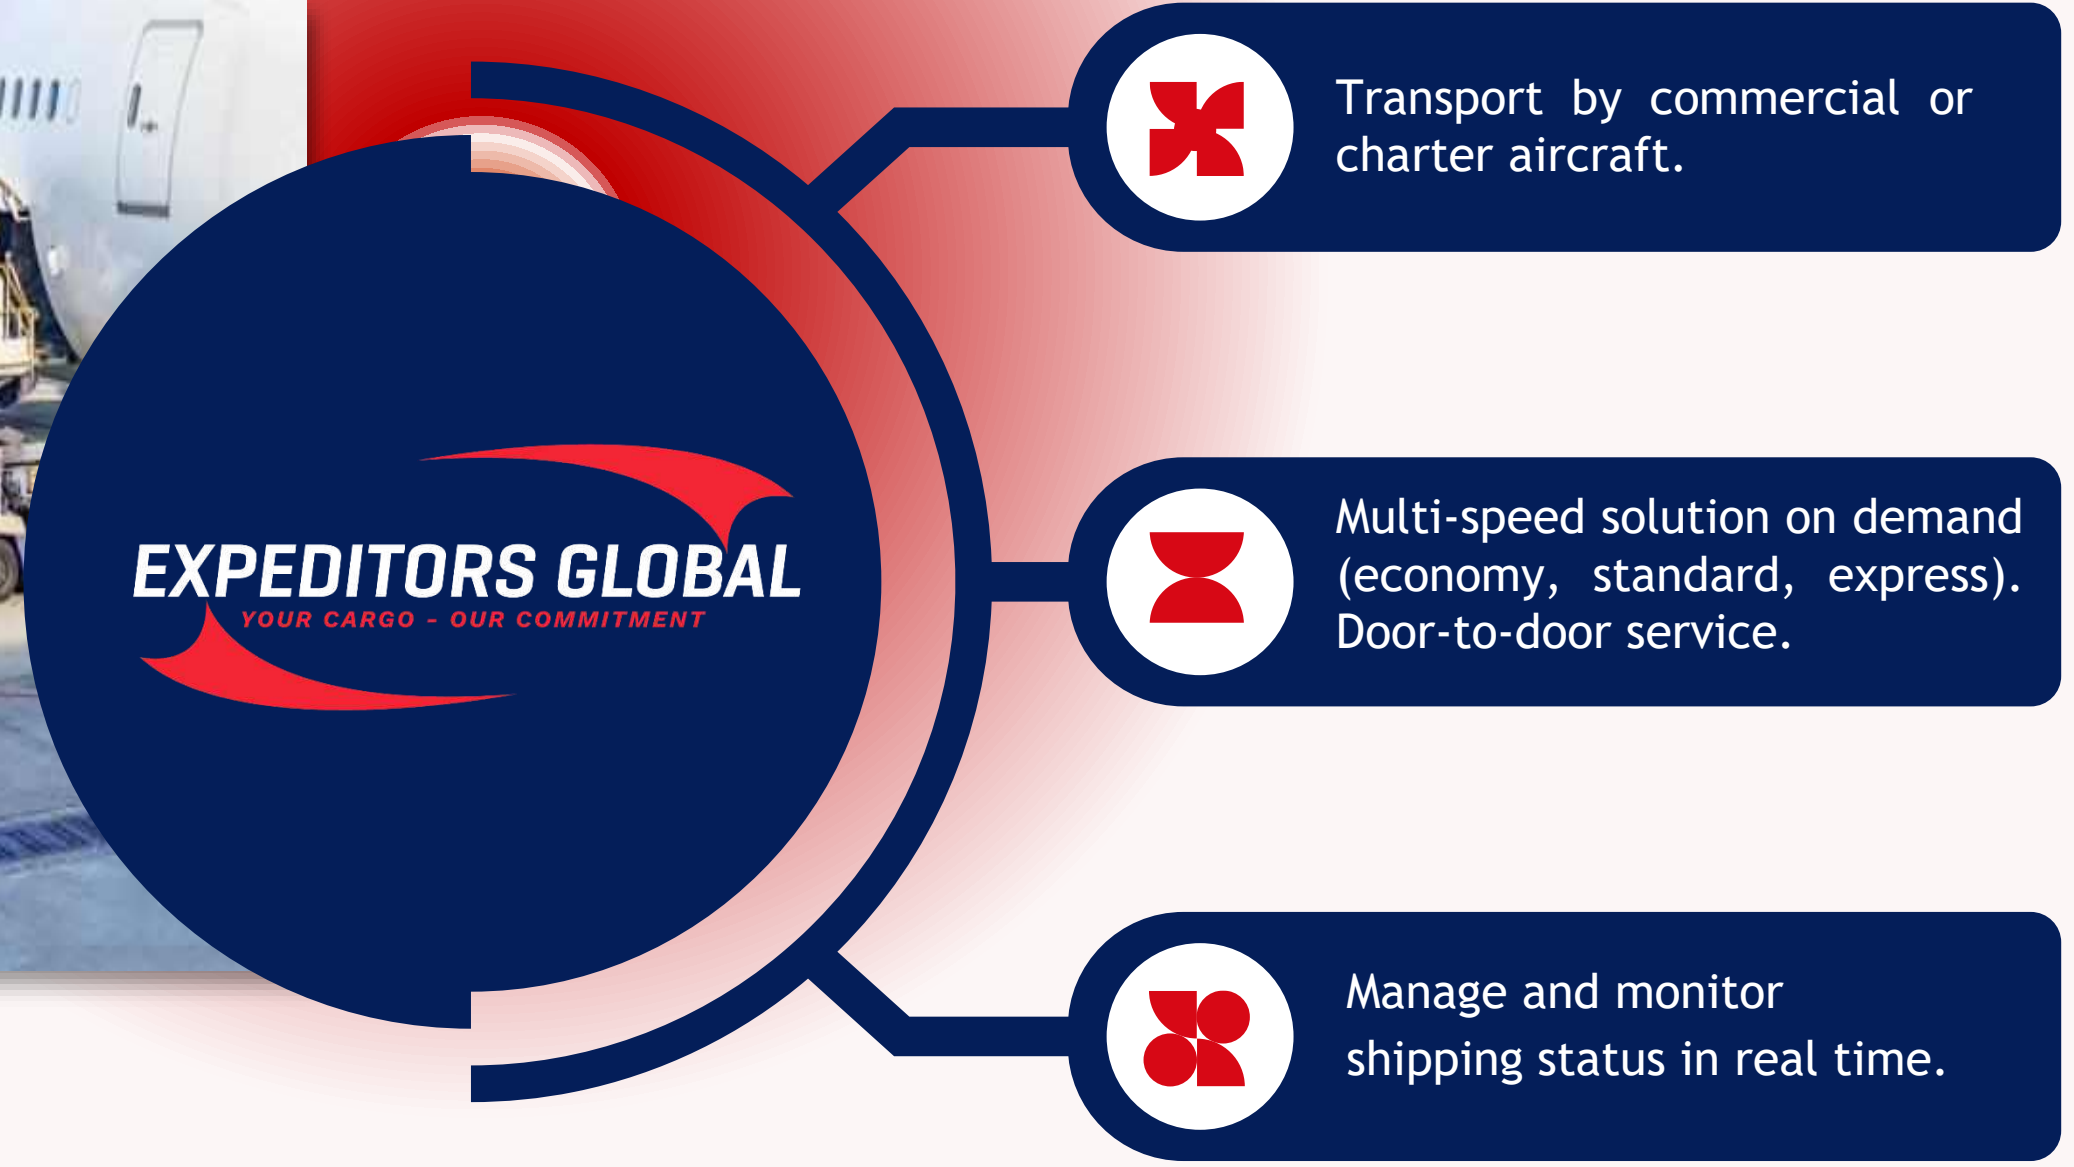 Transport by commercial or
charter aircraft.
EXPEDITORS GLOBAL
YOUR CARGO - OUR COMMITMENT
Multi-speed solution on demand
(economy, standard, express).
Door-to-door service.
Manage and monitor
shipping status in real time.